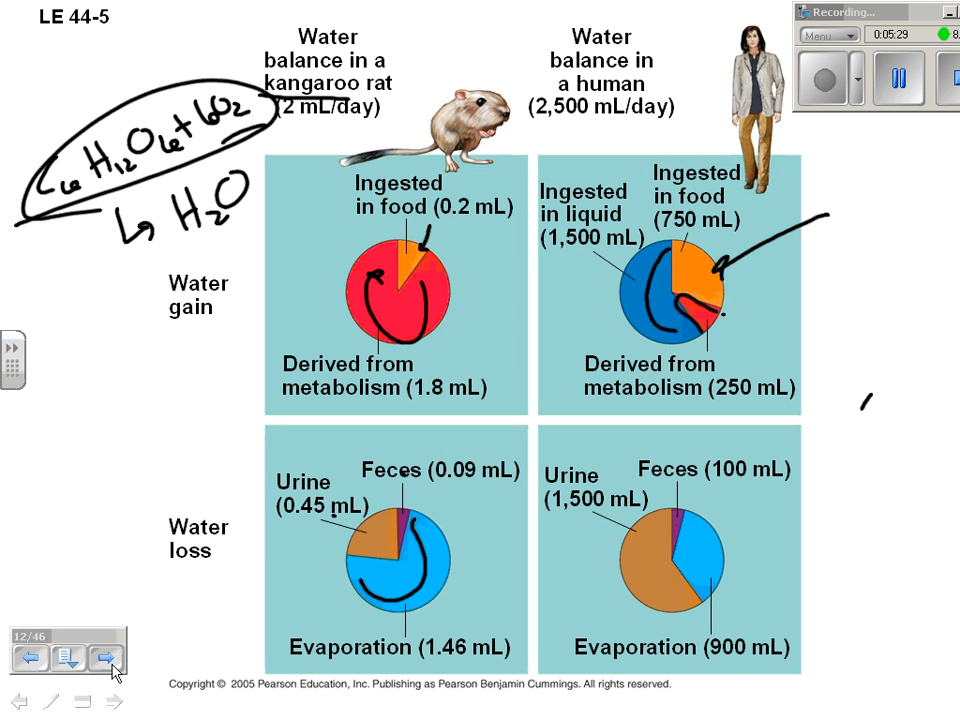 LE 44-5
Water
balance in a
kangaroo rat
(2 mL/day)
Water
balance in
a human
(2,500 mL/day)
Recording...
Menu
0:05:29
8.
C6 H12O6 + 6O2
↳ H2O
Ingested
in food (0.2 mL)
Ingested
in liquid
(1,500 mL)
Ingested
in food
(750 mL)
Water
gain
Derived from
metabolism (1.8 mL)
Derived from
metabolism (250 mL)
Urine
(0.45 mL)
Feces (0.09 mL)
Urine
(1,500 mL)
Feces (100 mL)
Water
loss
Evaporation (1.46 mL)
Evaporation (900 mL)
12/46
Copyright © 2005 Pearson Education, Inc. Publishing as Pearson Benjamin Cummings. All rights reserved.